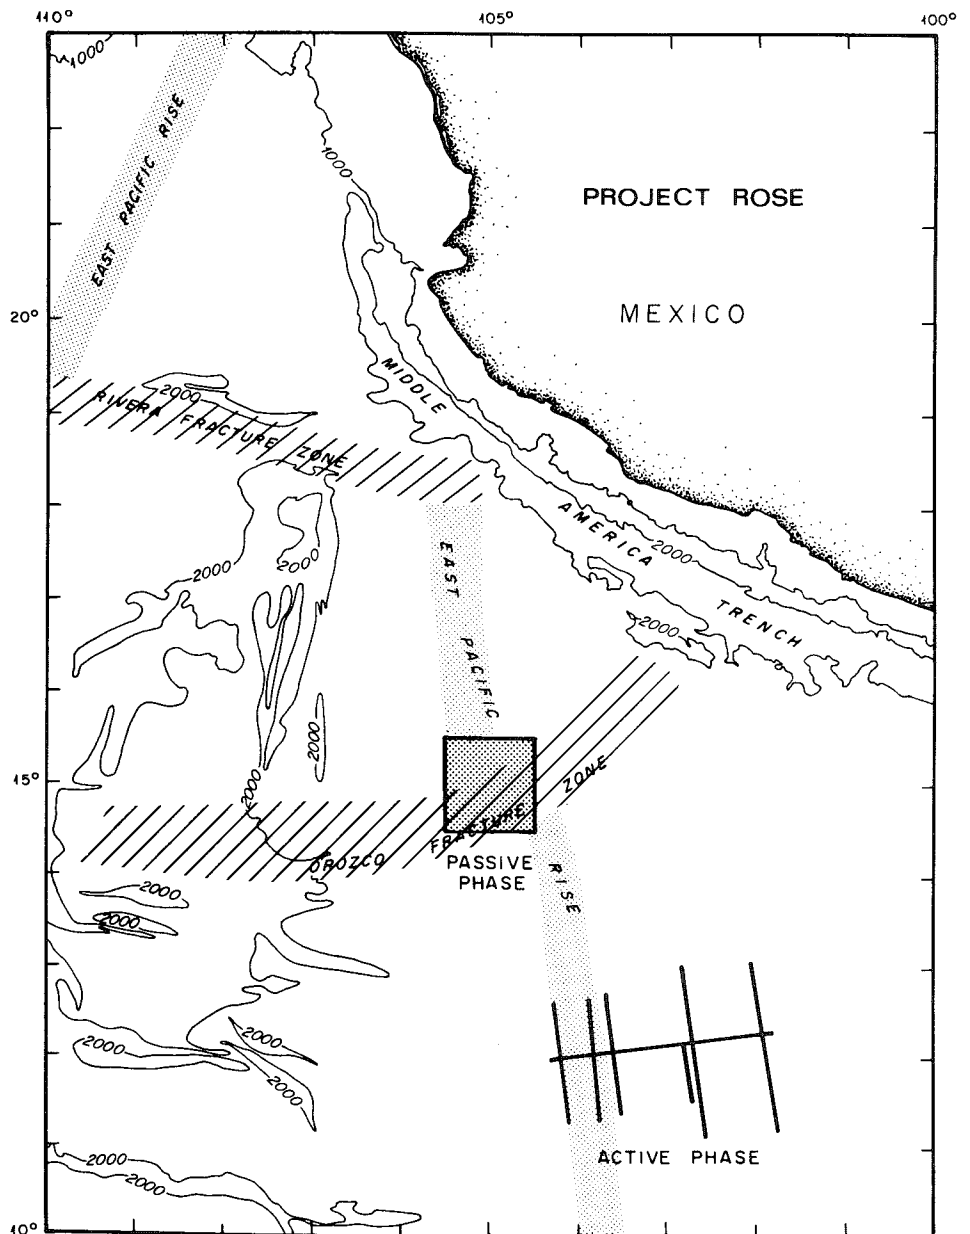 110°
105°
100°
1000
EAST PACIFIC RISE
1000
PROJECT ROSE
MEXICO
20°
MIDDLE
AMERICA
TRENCH
2000
RIVERA FRACTURE ZONE
2000
2000
2000
2000
EAST PACIFIC
2000
2000
15°
ZONE
FRACTURE
OROZCO
PASSIVE
PHASE
RISE
2000
2000
2000
2000
2000
2000
2000
ACTIVE PHASE
10°